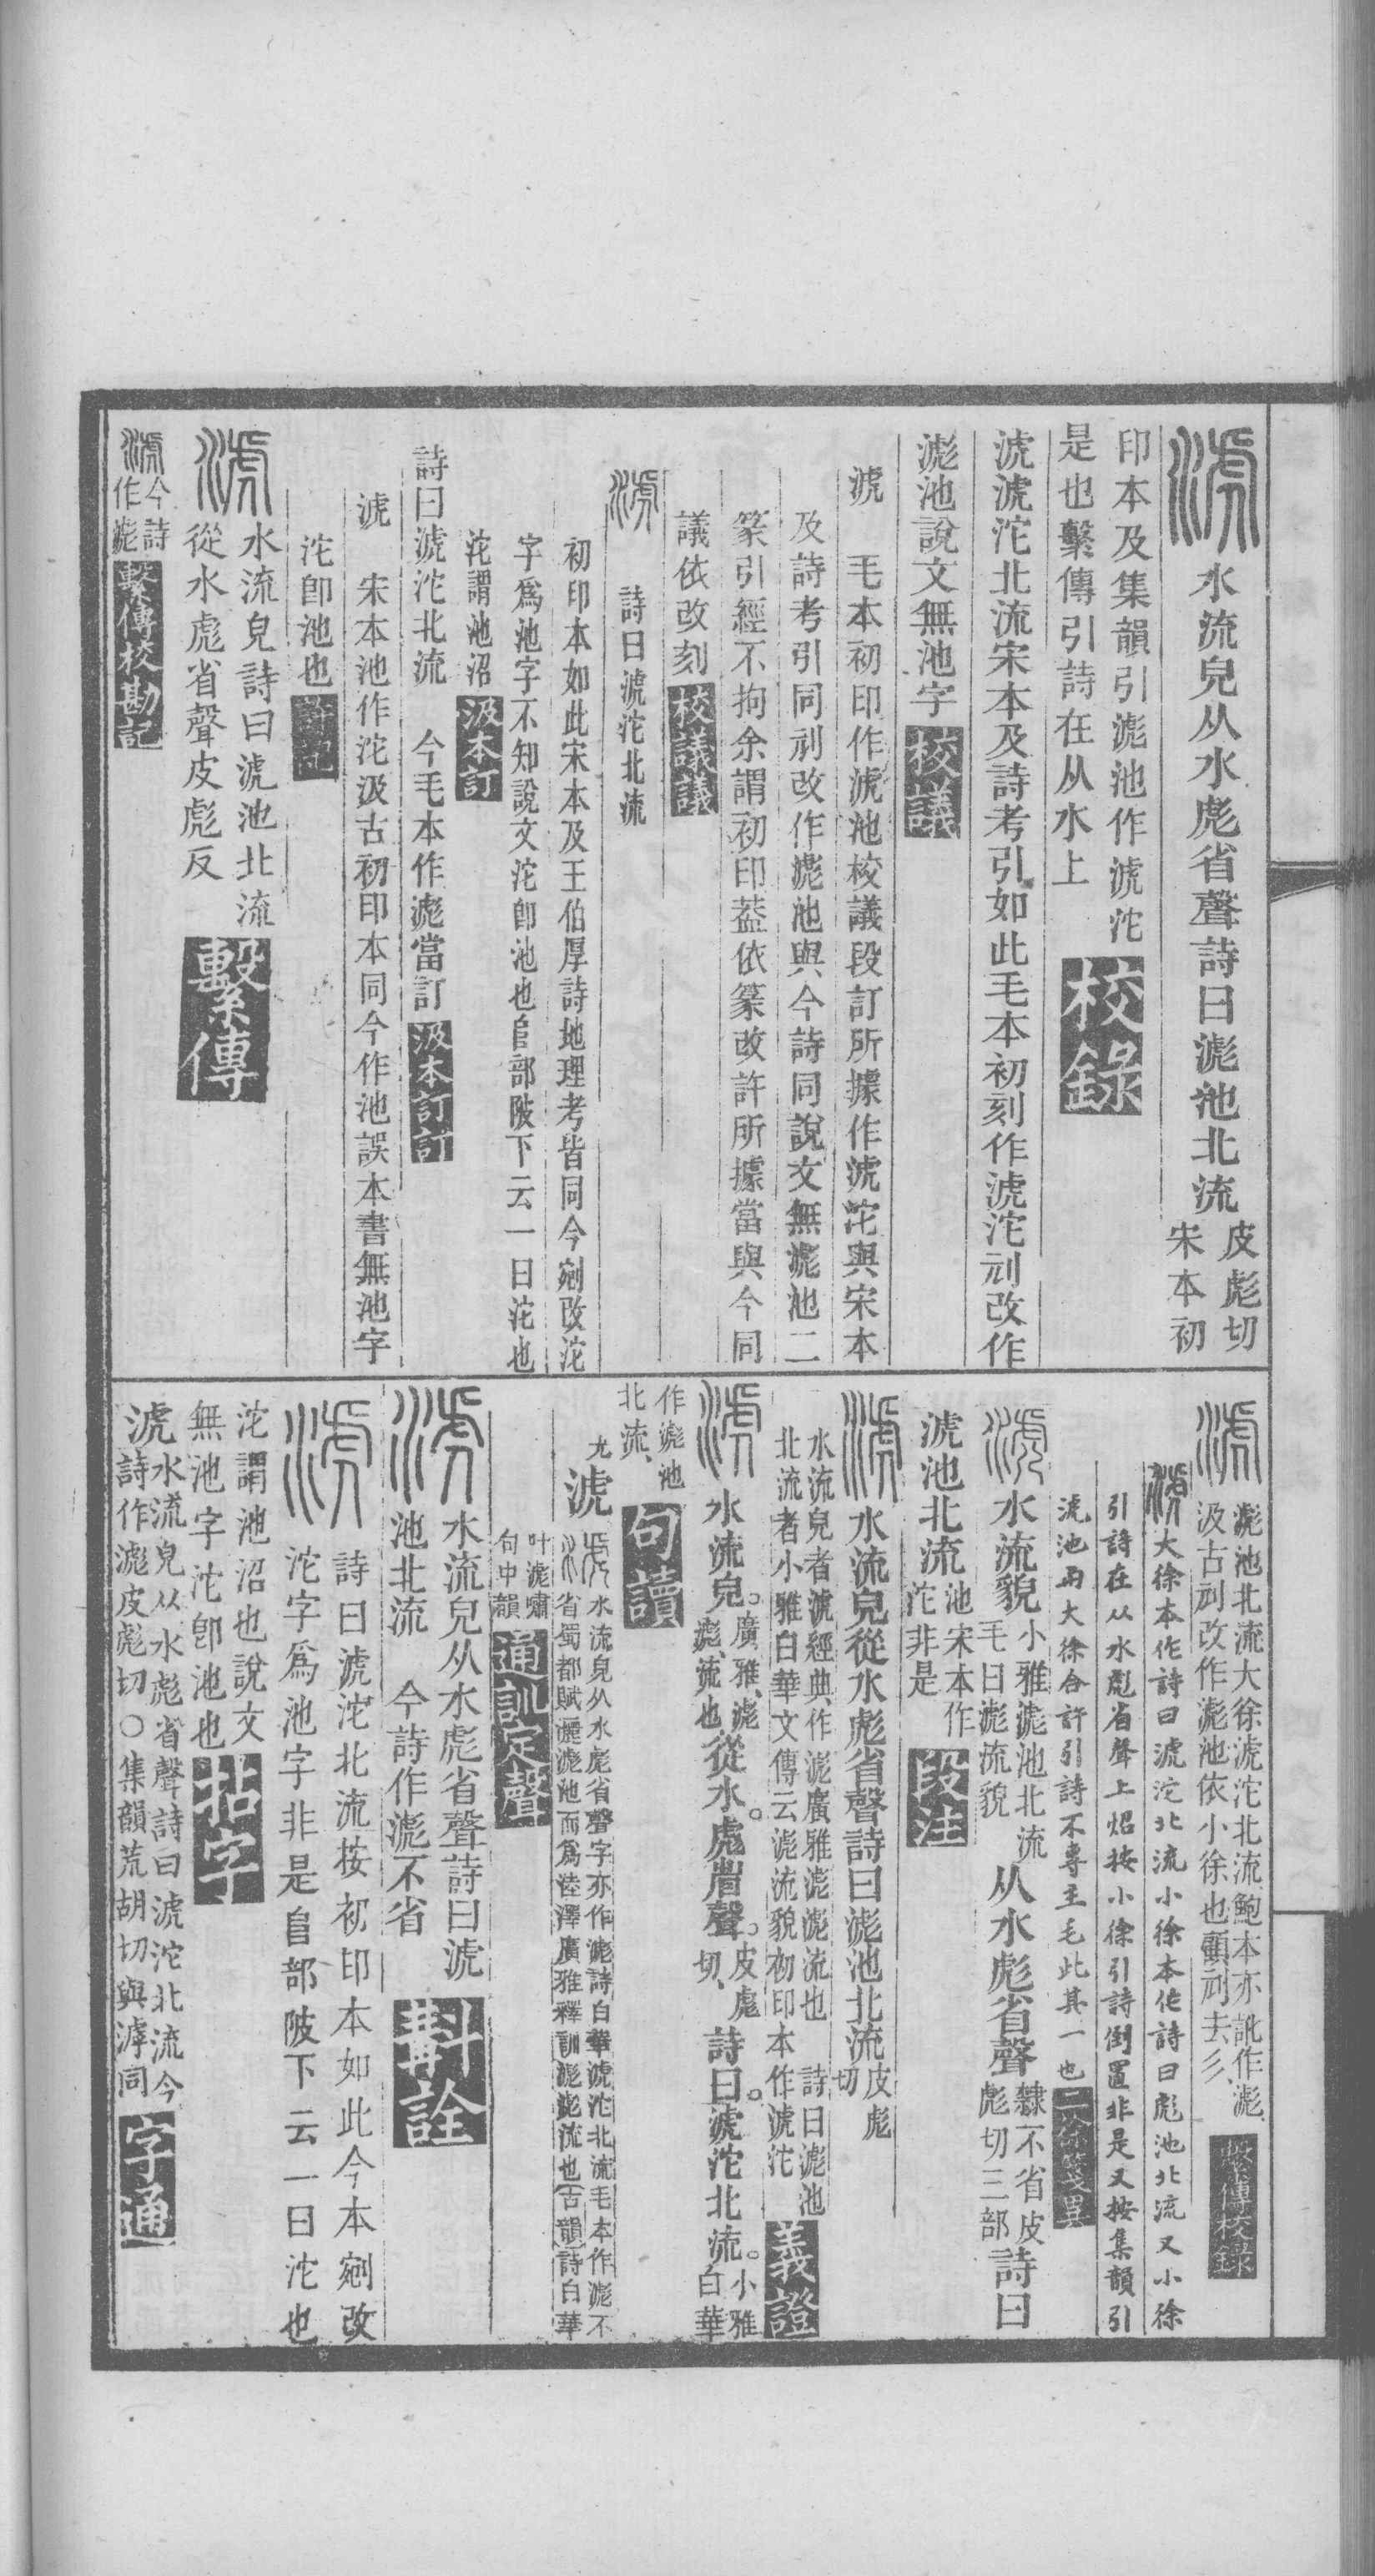 水流皃从水彪省聲詩曰滮池北流皮彪切
宋本初
印本及集韻引滮池作淲沱
是也繫傳引詩在从水上
校錄
淲淲沱北流宋本及詩考引如此毛本初刻作淲沱剜改作
滮池說文無池字校議
淲　毛本初印作淲池校議段訂所據作淲沱與宋本
及詩考引同剜改作滮池與今詩同說文無滮池二
篆引經不拘余謂初印葢依篆改許所據當與今同
議依改刻校議議
詩曰淲沱北流
初印本如此宋本及王伯厚詩地理考皆同今剜改沱
字爲池字不知說文沱卽池也𨸏部陂下云一曰沱也
沱謂池沼汲本訂
詩曰淲沱北流　今毛本作滮當訂汲本訂訂
淲　宋本池作沱汲古初印本同今作池誤本書無池字
沱卽池也
水流皃詩曰淲池北流
從水彪省聲皮彪反
繫傳
今詩
作滮
繫傳校勘記
滮池北流大徐淲沱北流鮑本亦訛作滮
汲古剜改作滮池依小徐也顧剜去彡
繫傳校錄
大徐本作詩曰淲沱北流小徐本作詩曰彪池北流又小徐
引詩在从水彪省聲上炤按小徐引詩倒置非是又按集韻引
淲池與大徐合許引詩不專主毛此其一也二徐箋異
水流貌小雅滮池北流
毛曰滮流貌
从水彪省聲隸不省皮
彪切三部
詩曰
淲池北流池宋本作
沱非是
段注
水流皃從水彪省聲詩曰滮池北流皮彪
切
水流皃者淲經典作滮廣雅滮滮流也　詩曰滮池
北流者小雅白華文傳云滮流貌初印本作淲沱
義證
水流皃。廣雅、滮
滮、流也
從水。彪省聲。皮彪
切、
詩曰。淲沱北流。小雅
白華
作滮池
北流、
句讀
尤
淲
水流皃从水彪省聲字亦作滮詩白華淲沱北流毛本作滮不
省蜀都賦灑滮池而爲陸澤廣雅釋訓滮滮流也古韻詩白華
叶滮嘯
句中韻
通訓定聲
水流皃从水彪省聲詩曰淲
池北流　今詩作滮不省
斠詮
詩曰淲沱北流按初印本如此今本剜改
沱字爲池字非是𨸏部陂下云一曰沱也
沱謂池沼也說文
無池字沱卽池也
拈字
淲水流皃从水彪省聲詩曰淲沱北流今
詩作滮皮彪切○集韻荒胡切與滹同
字通